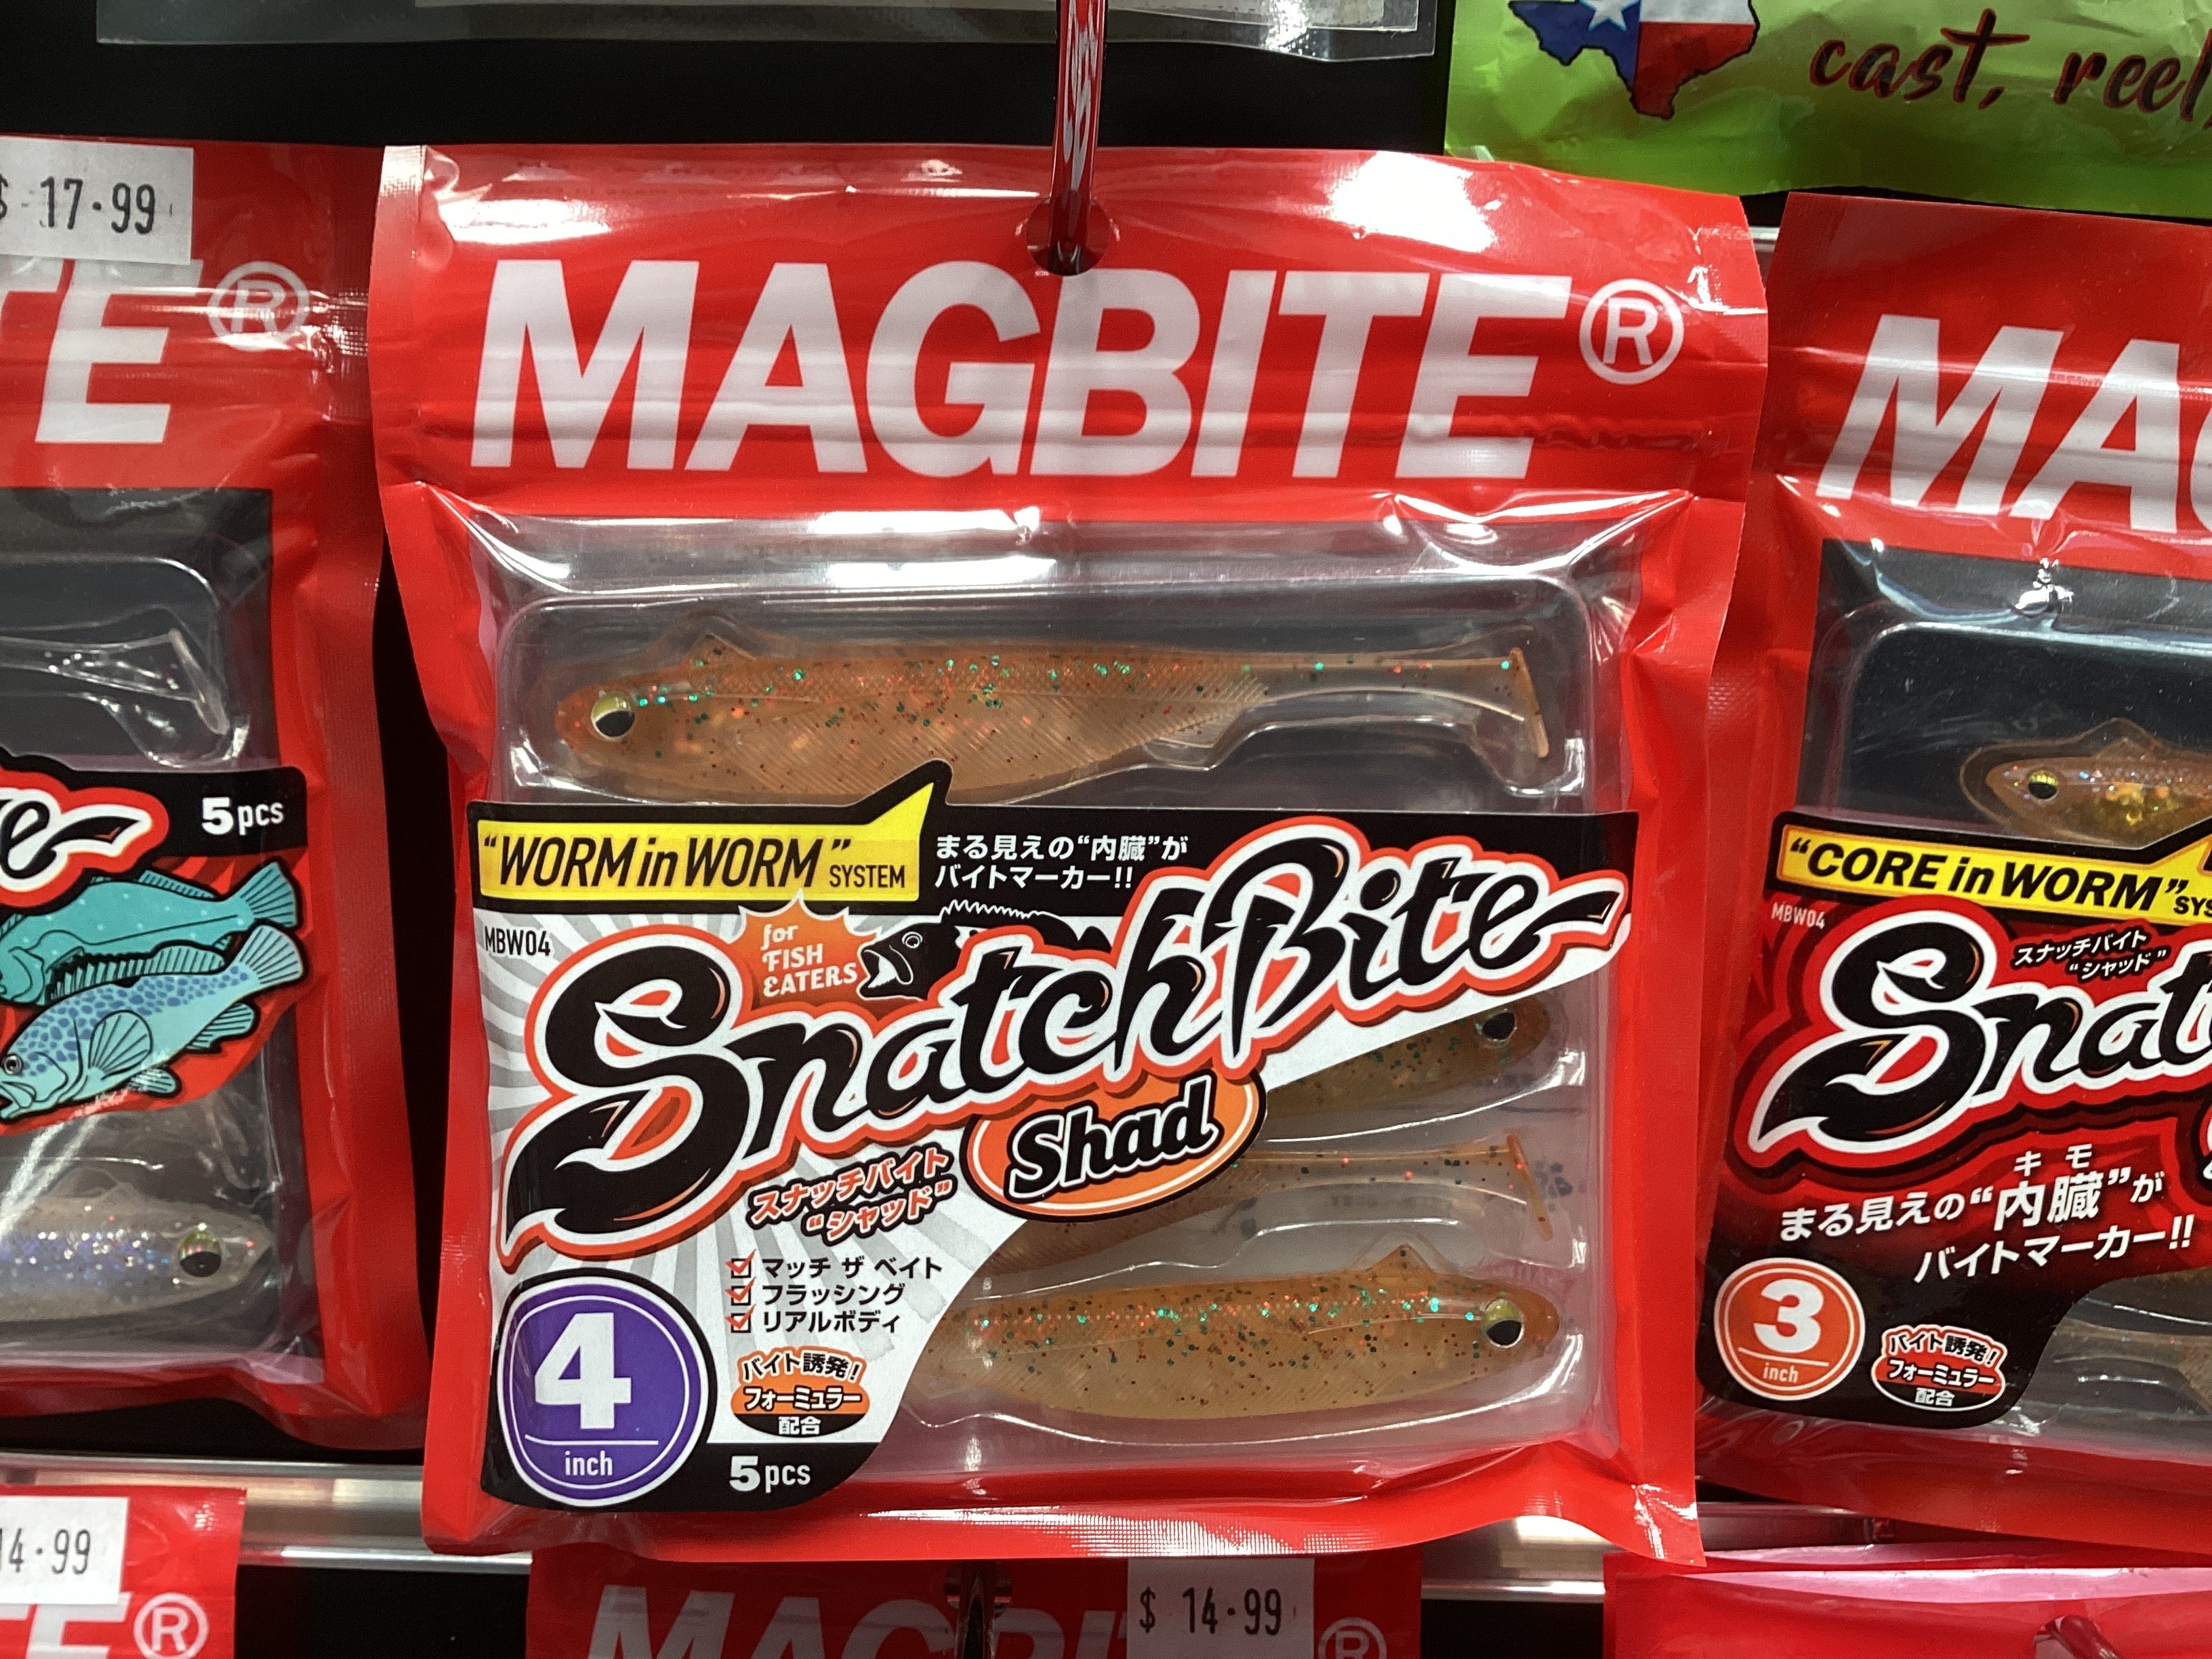 cast, reel,
$ 17.99
TE®
5pcs
MAGBITE®
"WORM in WORM" SYSTEM
まる見えの"内臓"が
バイトマーカー!!
MBW04
for
FISH
EATERS
SnatchBite
Shad
スナッチバイト
"シャッド"
マッチ ザ ベイト
フラッシング
リアルボディ
バイト誘発!
フォーミュラー
配合
4
inch
5pcs
MAG
"CORE in WORM" SYS
MBW04
スナッチバイト
"シャッド"
Snat
キモ
まる見えの"内臓"が
バイトマーカー!!
3
inch
バイト誘発!
フォーミュラー
配合
14.99
TE®
$ 14.99
MAGBIT ®